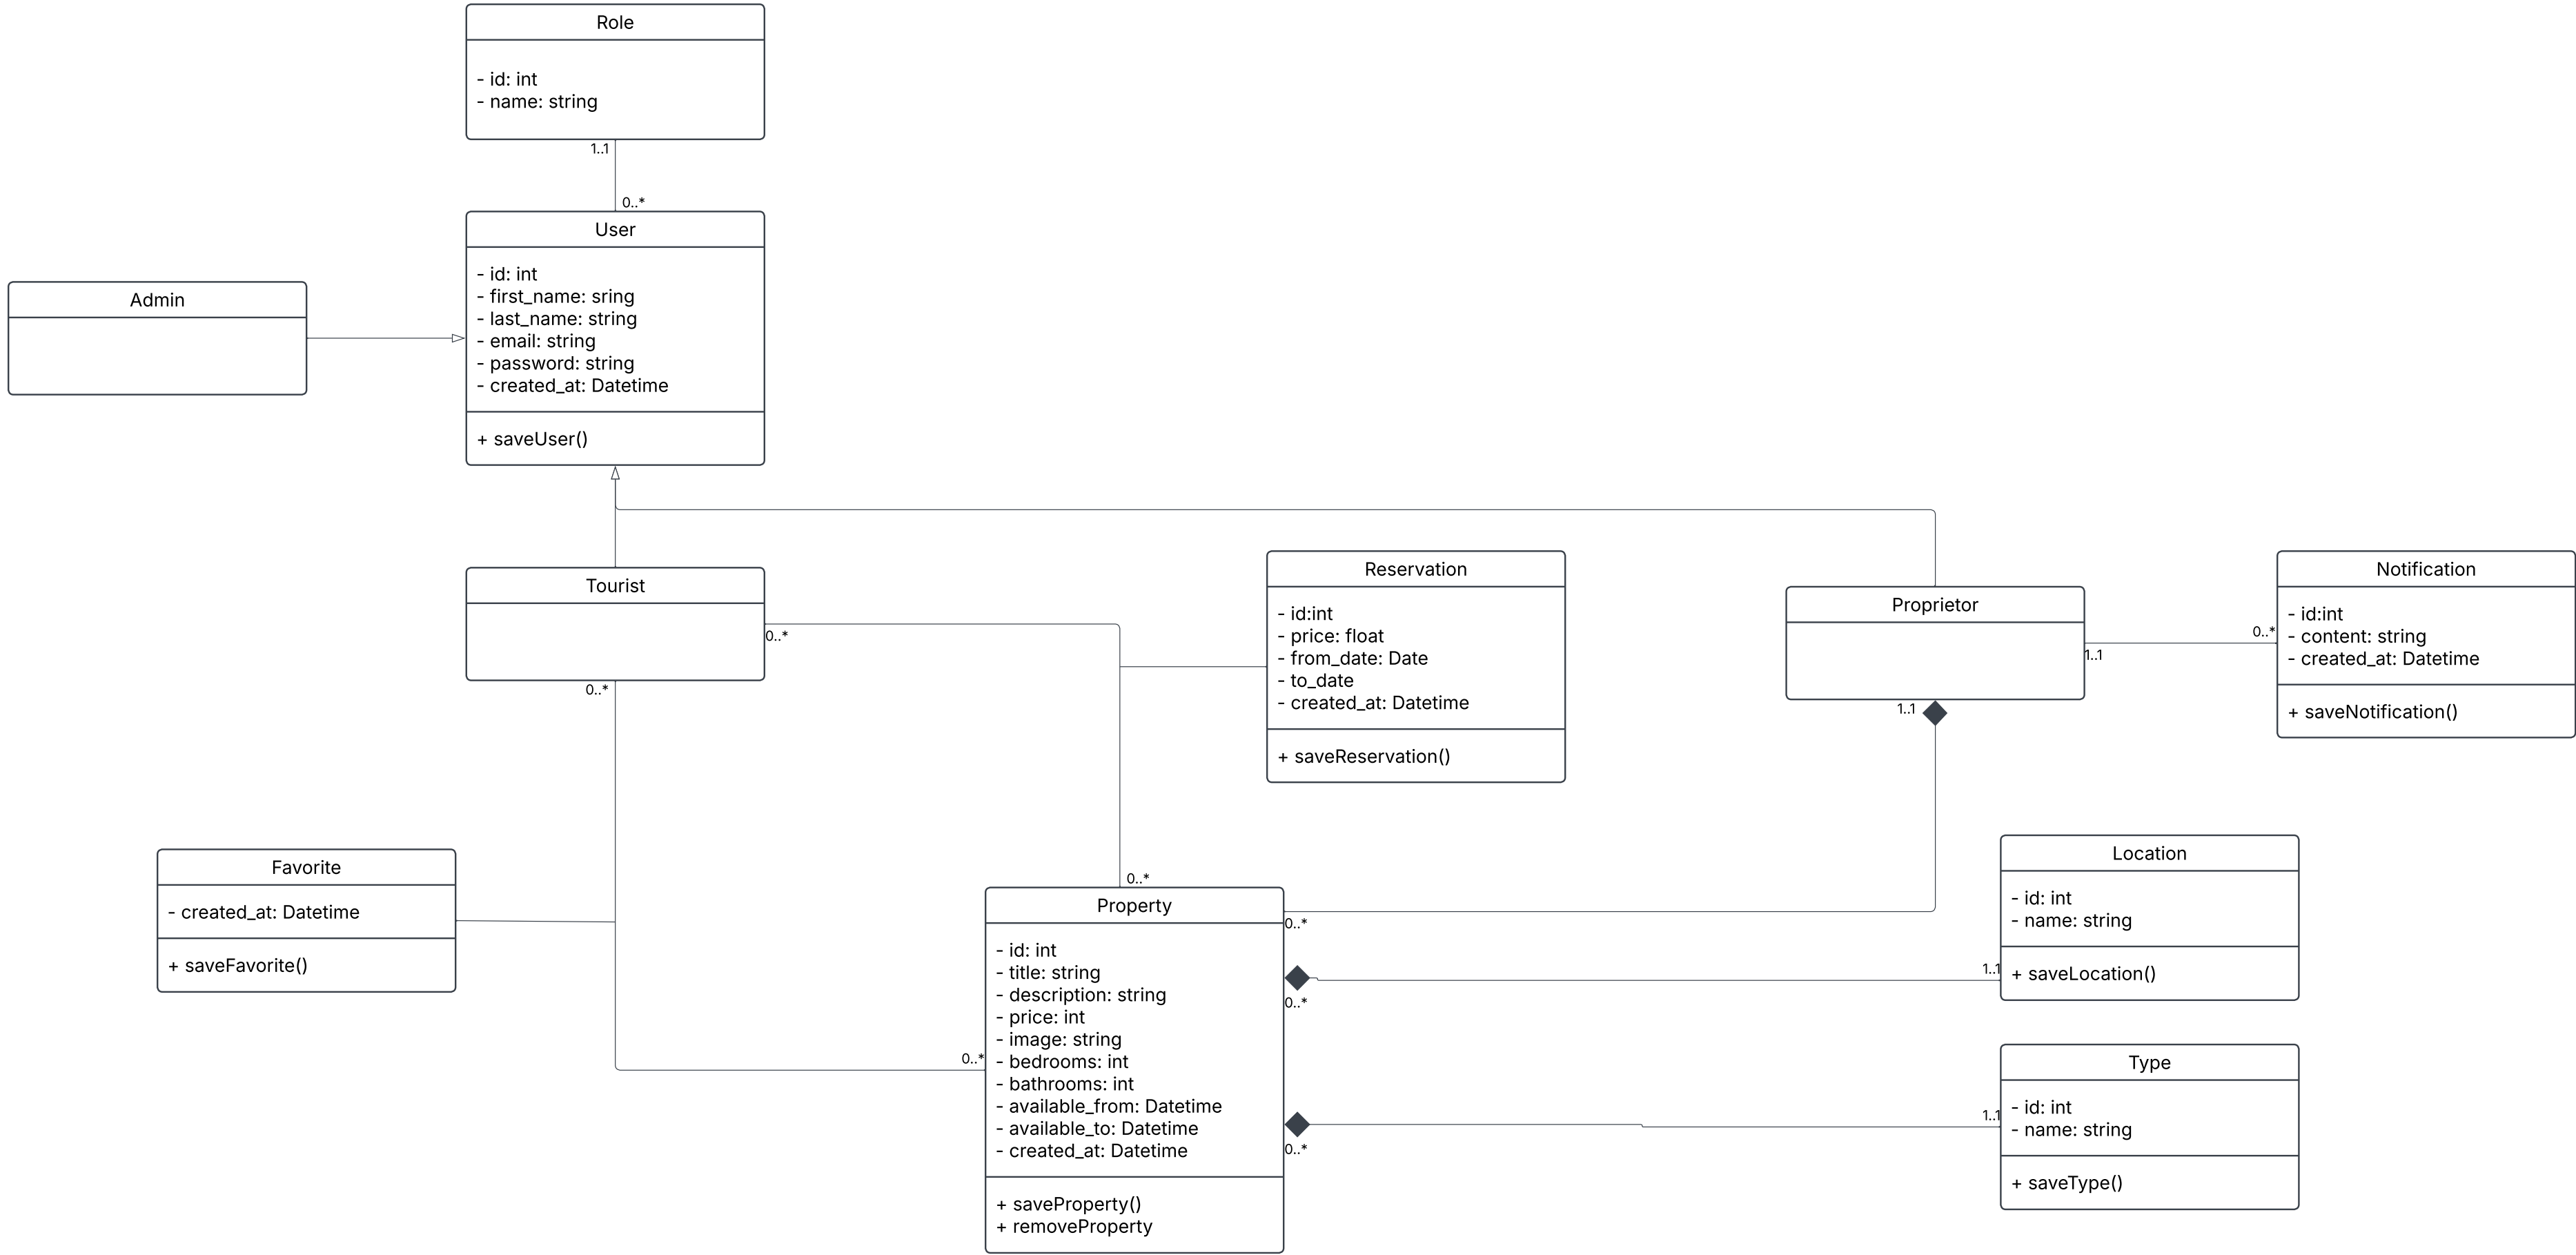 Role
- id: int
- name: string
1..1
0..*
User
- id: int
- first_name: sring
- last_name: string
- email: string
- password: string
- created_at: Datetime
+ saveUser()
Admin
Tourist
0..*
0..*
Reservation
- id:int
- price: float
- from_date: Date
- to_date
- created_at: Datetime
+ saveReservation()
Proprietor
1..1
1..1
0..*
Notification
- id:int
- content: string
- created_at: Datetime
+ saveNotification()
Favorite
- created_at: Datetime
+ saveFavorite()
0..*
0..*
Property
- id: int
- title: string
- description: string
- price: int
- image: string
- bedrooms: int
- bathrooms: int
- available_from: Datetime
- available_to: Datetime
- created_at: Datetime
+ saveProperty()
+ removeProperty
0..*
0..*
0..*
Location
- id: int
- name: string
1..1
+ saveLocation()
Type
- id: int
1..1
- name: string
+ saveType()